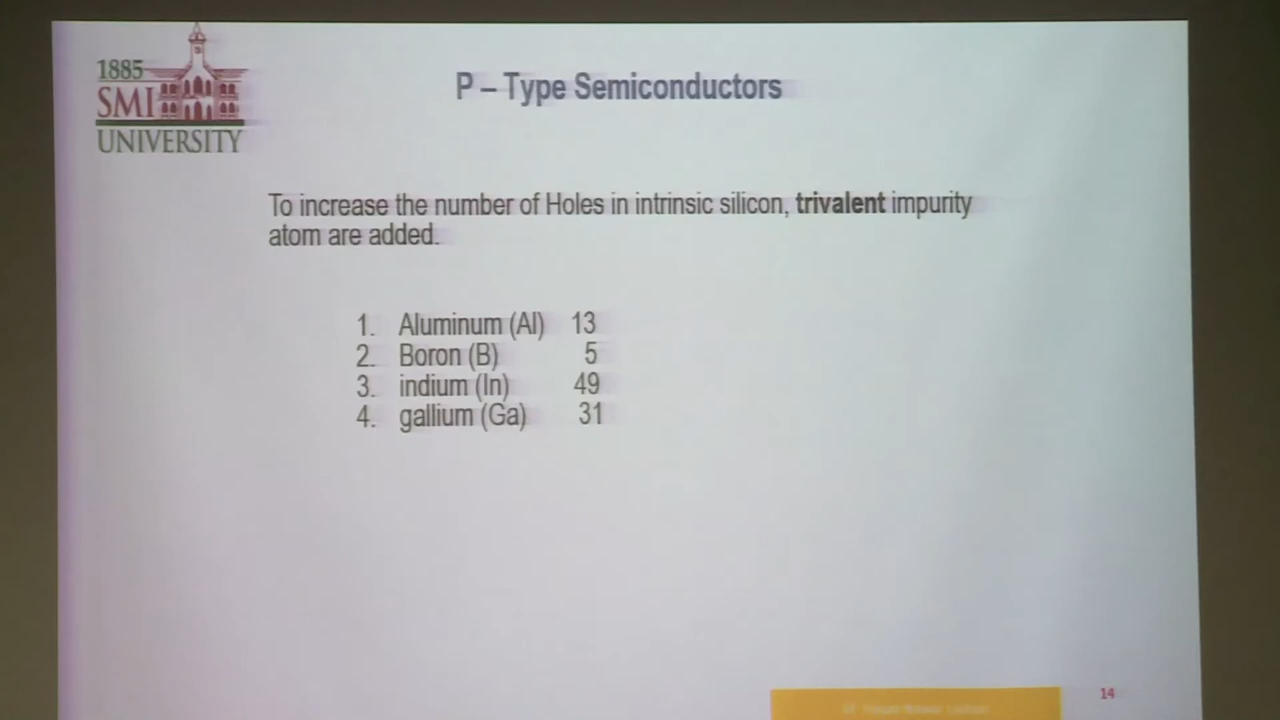 1885
SMI
UNIVERSITY
P – Type Semiconductors
To increase the number of Holes in intrinsic silicon, trivalent impurity
atom are added.
1. Aluminum (Al) 13
2. Boron (B) 5
3. indium (In) 49
4. gallium (Ga) 31
14